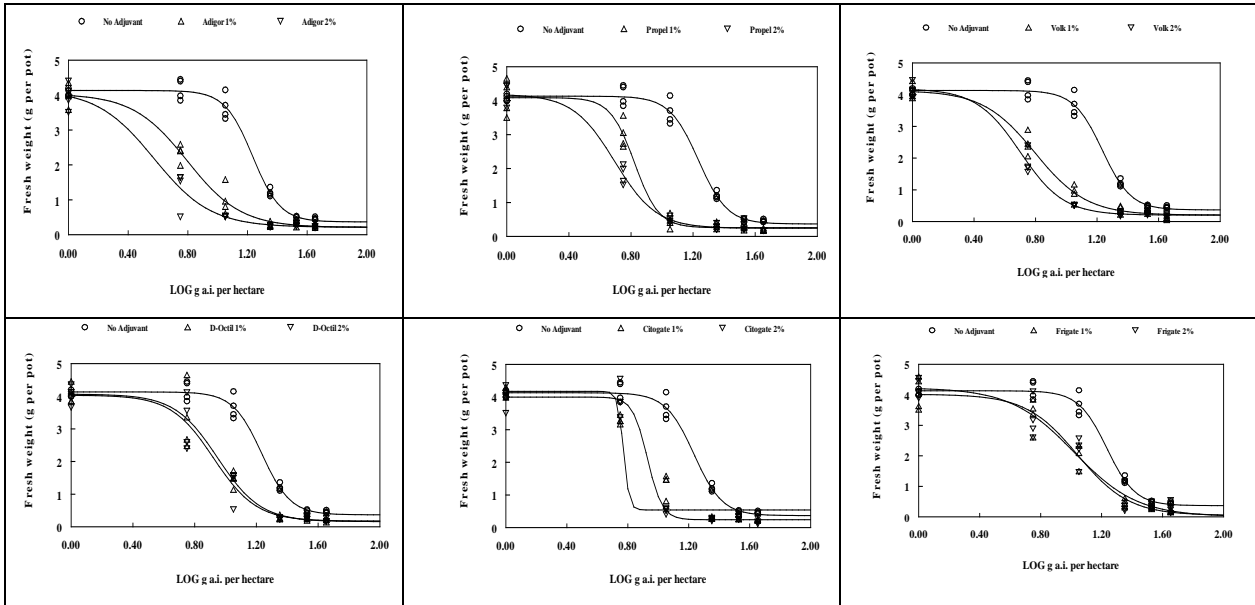 No Adjuvant Adigor 1% Adigor 2%
Fresh weight (g per pot)
5
4
3
2
1
0
0.00 0.40 0.80 1.20 1.60 2.00
LOG g a.i. per hectare
No Adjuvant Propel 1% Propel 2%
Fresh weight (g per pot)
5
4
3
2
1
0
0.00 0.40 0.80 1.20 1.60 2.00
LOG g a.i. per hectare
No Adjuvant Volk 1% Volk 2%
Fresh weight (g per pot)
5
4
3
2
1
0
0.00 0.40 0.80 1.20 1.60 2.00
LOG g a.i. per hectare
No Adjuvant D-Octil 1% D-Octil 2%
Fresh weight (g per pot)
5
4
3
2
1
0
0.00 0.40 0.80 1.20 1.60 2.00
LOG g a.i. per hectare
No Adjuvant Citogate 1% Citogate 2%
Fresh weight (g per pot)
5
4
3
2
1
0
0.00 0.40 0.80 1.20 1.60 2.00
LOG g a.i. per hectare
No Adjuvant Frigate 1% Frigate 2%
Fresh weight (g per pot)
5
4
3
2
1
0
0.00 0.40 0.80 1.20 1.60 2.00
LOG g a.i. per hectare